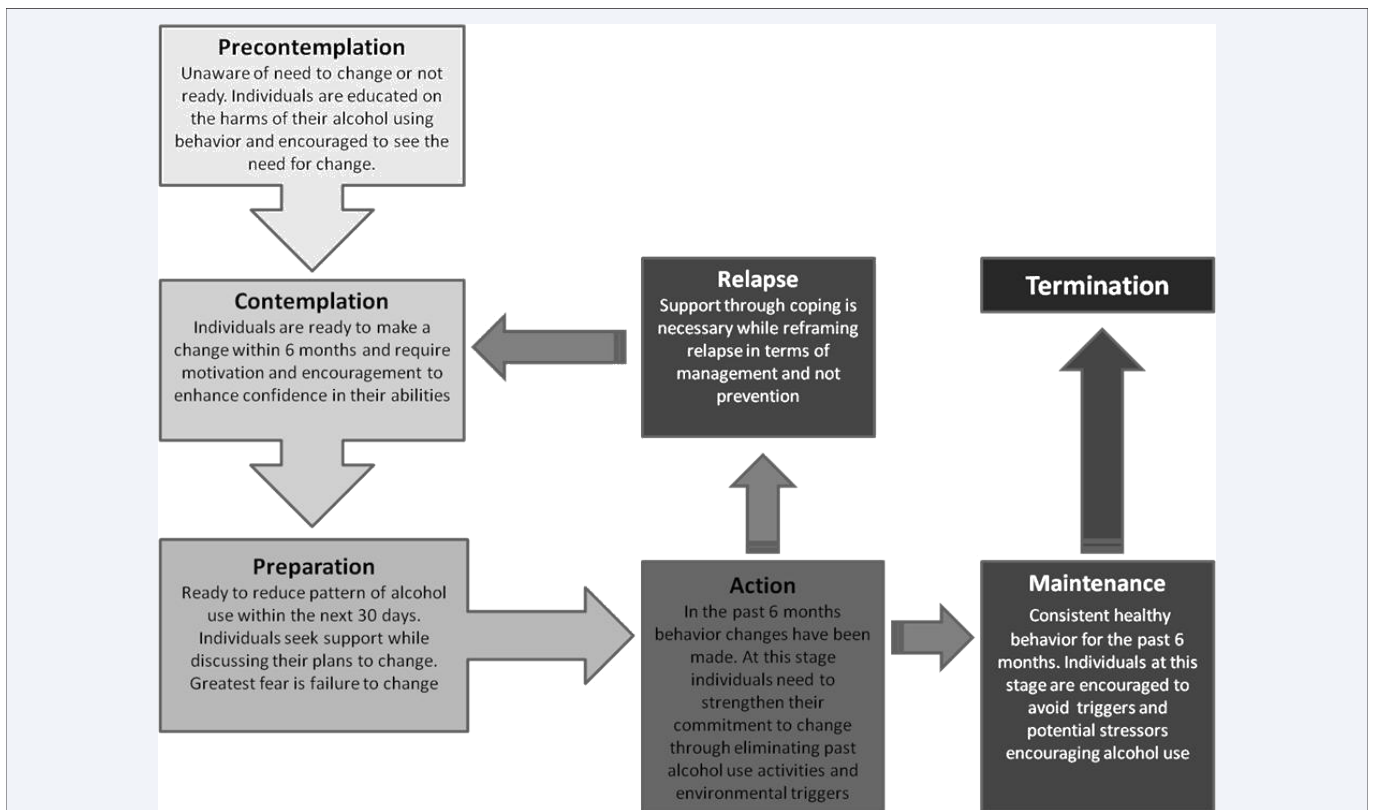 Precontemplation
Unaware of need to change or not
ready. Individuals are educated on
the harms of their alcohol using
behavior and encouraged to see the
need for change.
Contemplation
Individuals are ready to make a
change within 6 months and require
motivation and encouragement to
enhance confidence in their abilities
Preparation
Ready to reduce pattern of alcohol
use within the next 30 days.
Individuals seek support while
discussing their plans to change.
Greatest fear is failure to change
Relapse
Support through coping is
necessary while reframing
relapse in terms of
management and not
prevention
Action
In the past 6 months
behavior changes have been
made. At this stage
individuals need to
strengthen their
commitment to change
through eliminating past
alcohol use activities and
environmental triggers
Termination
Maintenance
Consistent healthy
behavior for the past 6
months. Individuals at this
stage are encouraged to
avoid triggers and
potential stressors
encouraging alcohol use